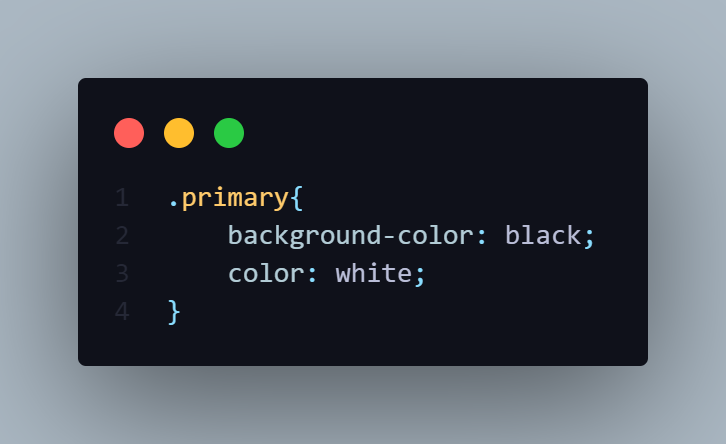 1 .primary{
2     background-color: black;
3     color: white;
4 }